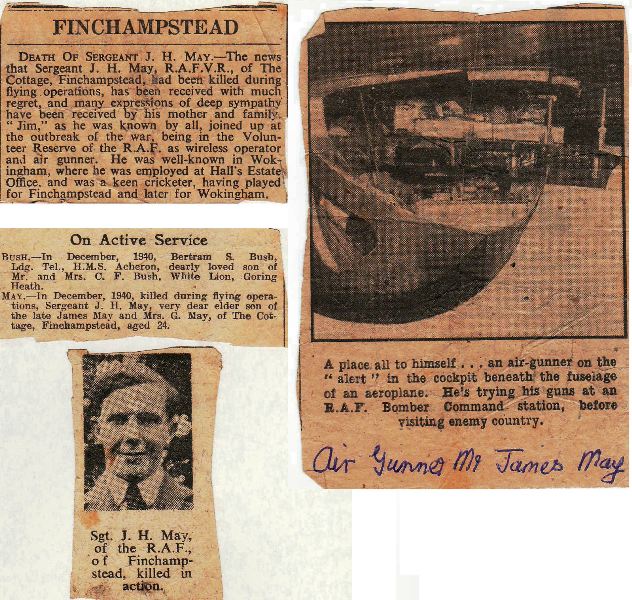 FINCHAMPSTEAD
DEATH OF SERGEANT J. H. MAY.—The news
that Sergeant J. H. May, R.A.F.V.R., of The
Cottage, Finchampstead, had been killed during
flying operations, has been received with much
regret, and many expressions of deep sympathy
have been received by his mother and family.
"Jim," as he was known by all, joined up at
the outbreak of the war, being in the Volun-
teer Reserve of the R.A.F. as wireless operator
and air gunner. He was well-known in Wok-
ingham, where he was employed at Hall's Estate
Office, and was a keen cricketer, having played
for Finchampstead and later for Wokingham.
On Active Service
BUSH.—In December, 1940, Bertram S. Bush,
Ldg. Tel., H.M.S. Acheron, dearly loved son of
Mr. and Mrs. C. F. Bush, White Lion, Goring
Heath.
MAY.—In December, 1940, killed during flying opera-
tions, Sergeant J. H. May, very dear elder son of
the late James May and Mrs. G. May, of The Cot-
tage, Finchampstead, aged 24.
Sgt. J. H. May,
of the R.A.F.,
of Finchamp-
stead, killed in
action.
A place all to himself . . . an air-gunner on the
"alert" in the cockpit beneath the fuselage
of an aeroplane. He's trying his guns at an
R.A.F. Bomber Command station, before
visiting enemy country.
Air Gunner Mr James May